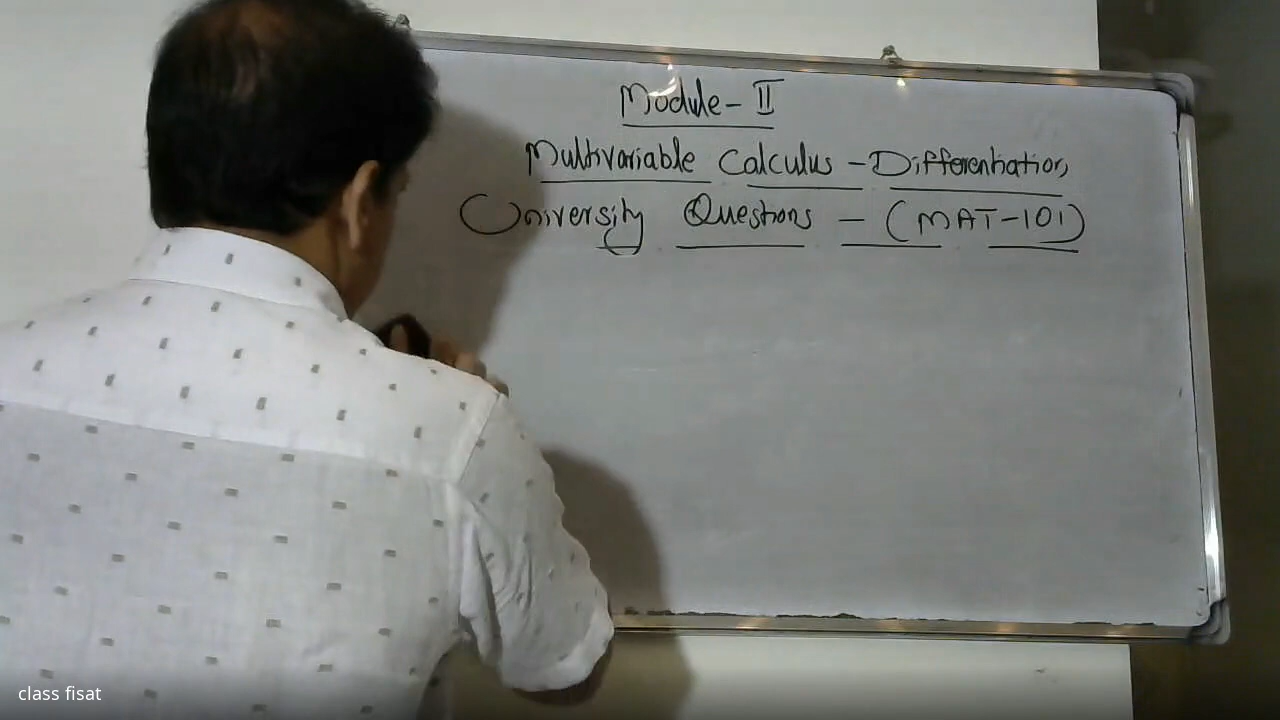 Module - II
Multivariable Calculus - Differentiation,
University Questions - (MAT-101)
class fisat